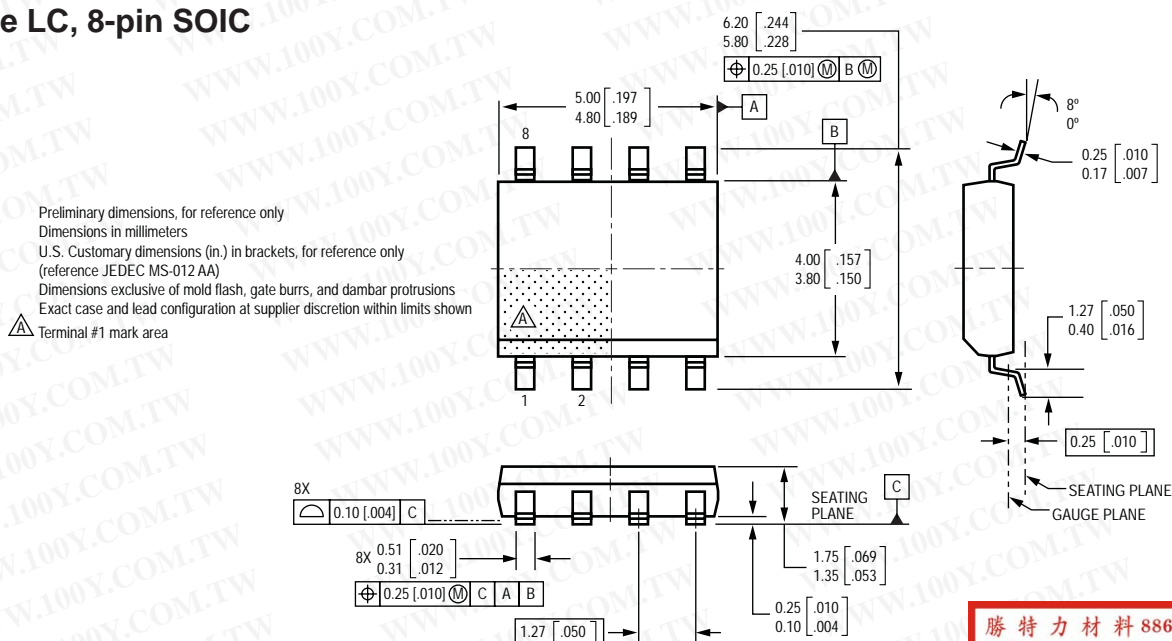 e LC, 8-pin SOIC
6.20 [.244]
5.80 [.228]
⌖ 0.25 [.010] Ⓜ B Ⓜ
5.00 [.197]
4.80 [.189]
A
B
8
8º
0º
0.25 [.010]
0.17 [.007]
Preliminary dimensions, for reference only
Dimensions in millimeters
U.S. Customary dimensions (in.) in brackets, for reference only
(reference JEDEC MS-012 AA)
Dimensions exclusive of mold flash, gate burrs, and dambar protrusions
Exact case and lead configuration at supplier discretion within limits shown
A Terminal #1 mark area
A
4.00 [.157]
3.80 [.150]
1.27 [.050]
0.40 [.016]
1 2
0.25 [.010]
SEATING PLANE
GAUGE PLANE
8X
⌓ 0.10 [.004] C
SEATING
PLANE
C
8X 0.51 [.020]
0.31 [.012]
⌖ 0.25 [.010] Ⓜ C A B
1.75 [.069]
1.35 [.053]
0.25 [.010]
0.10 [.004]
1.27 [.050]
勝 特 力 材 料 886
WWW.100Y.COM.TW